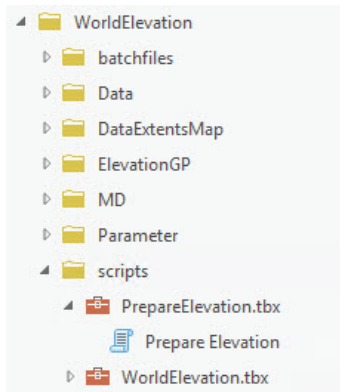 WorldElevation
batchfiles
Data
DataExtentsMap
ElevationGP
MD
Parameter
scripts
PrepareElevation.tbx
Prepare Elevation
WorldElevation.tbx